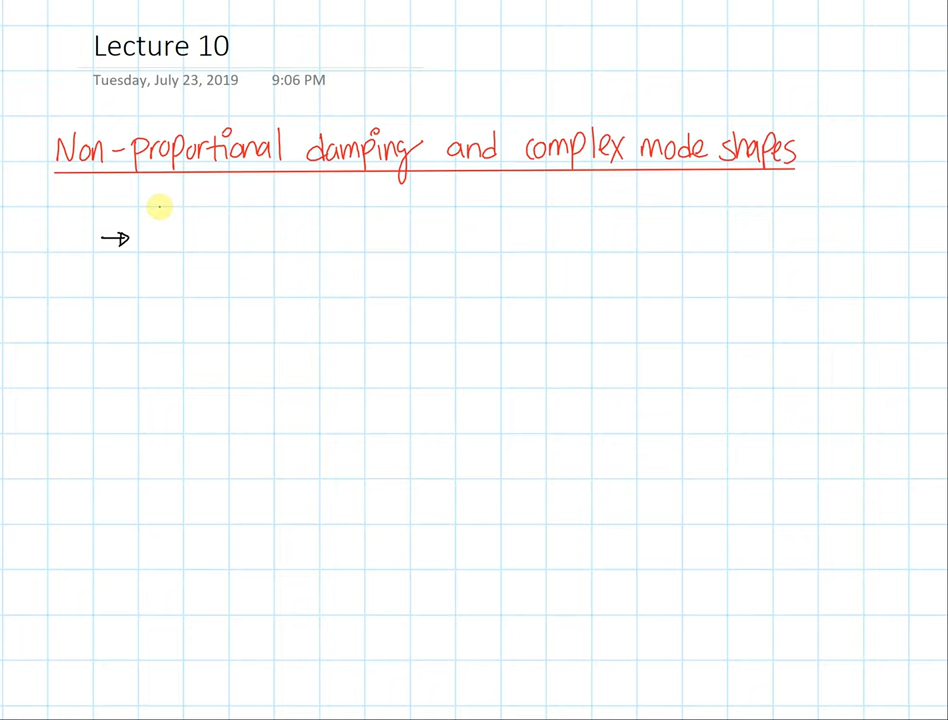 Lecture 10
Tuesday, July 23, 2019 9:06 PM
Non-proportional damping and complex mode shapes
→